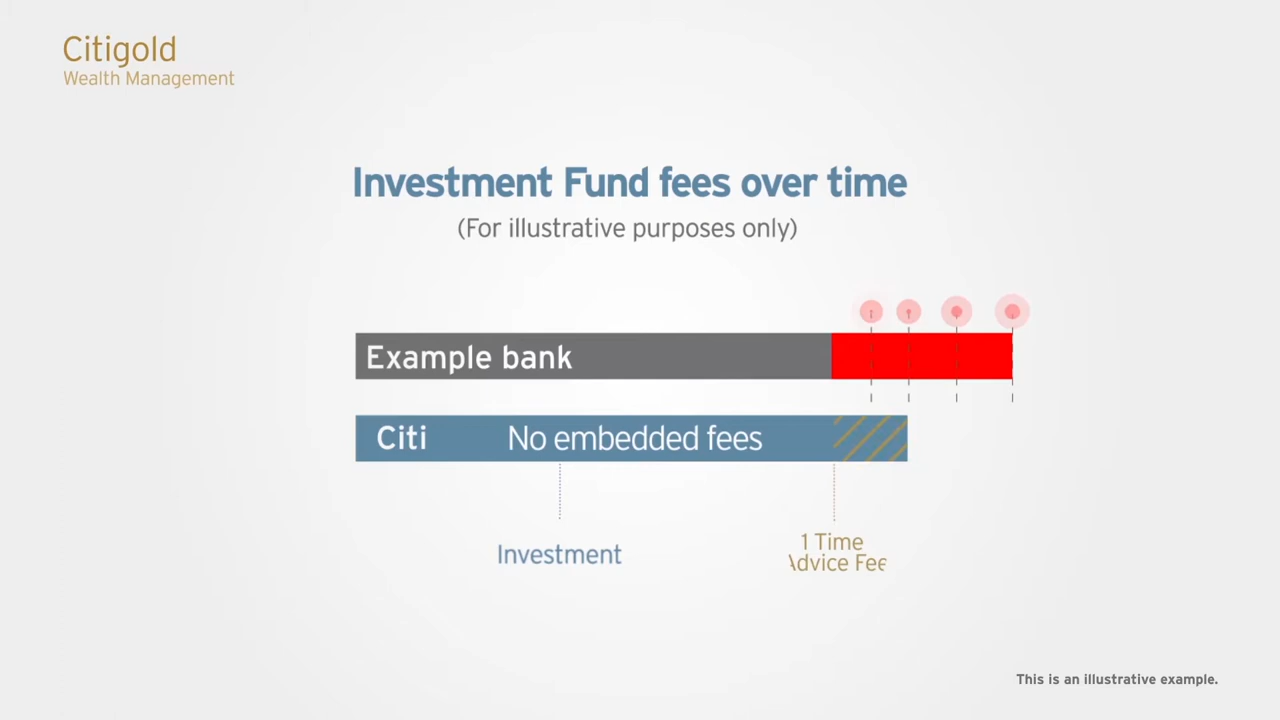 Citigold
Wealth Management
Investment Fund fees over time
(For illustrative purposes only)
Example bank
Citi No embedded fees
Investment
1 Time
Advice Fee
This is an illustrative example.